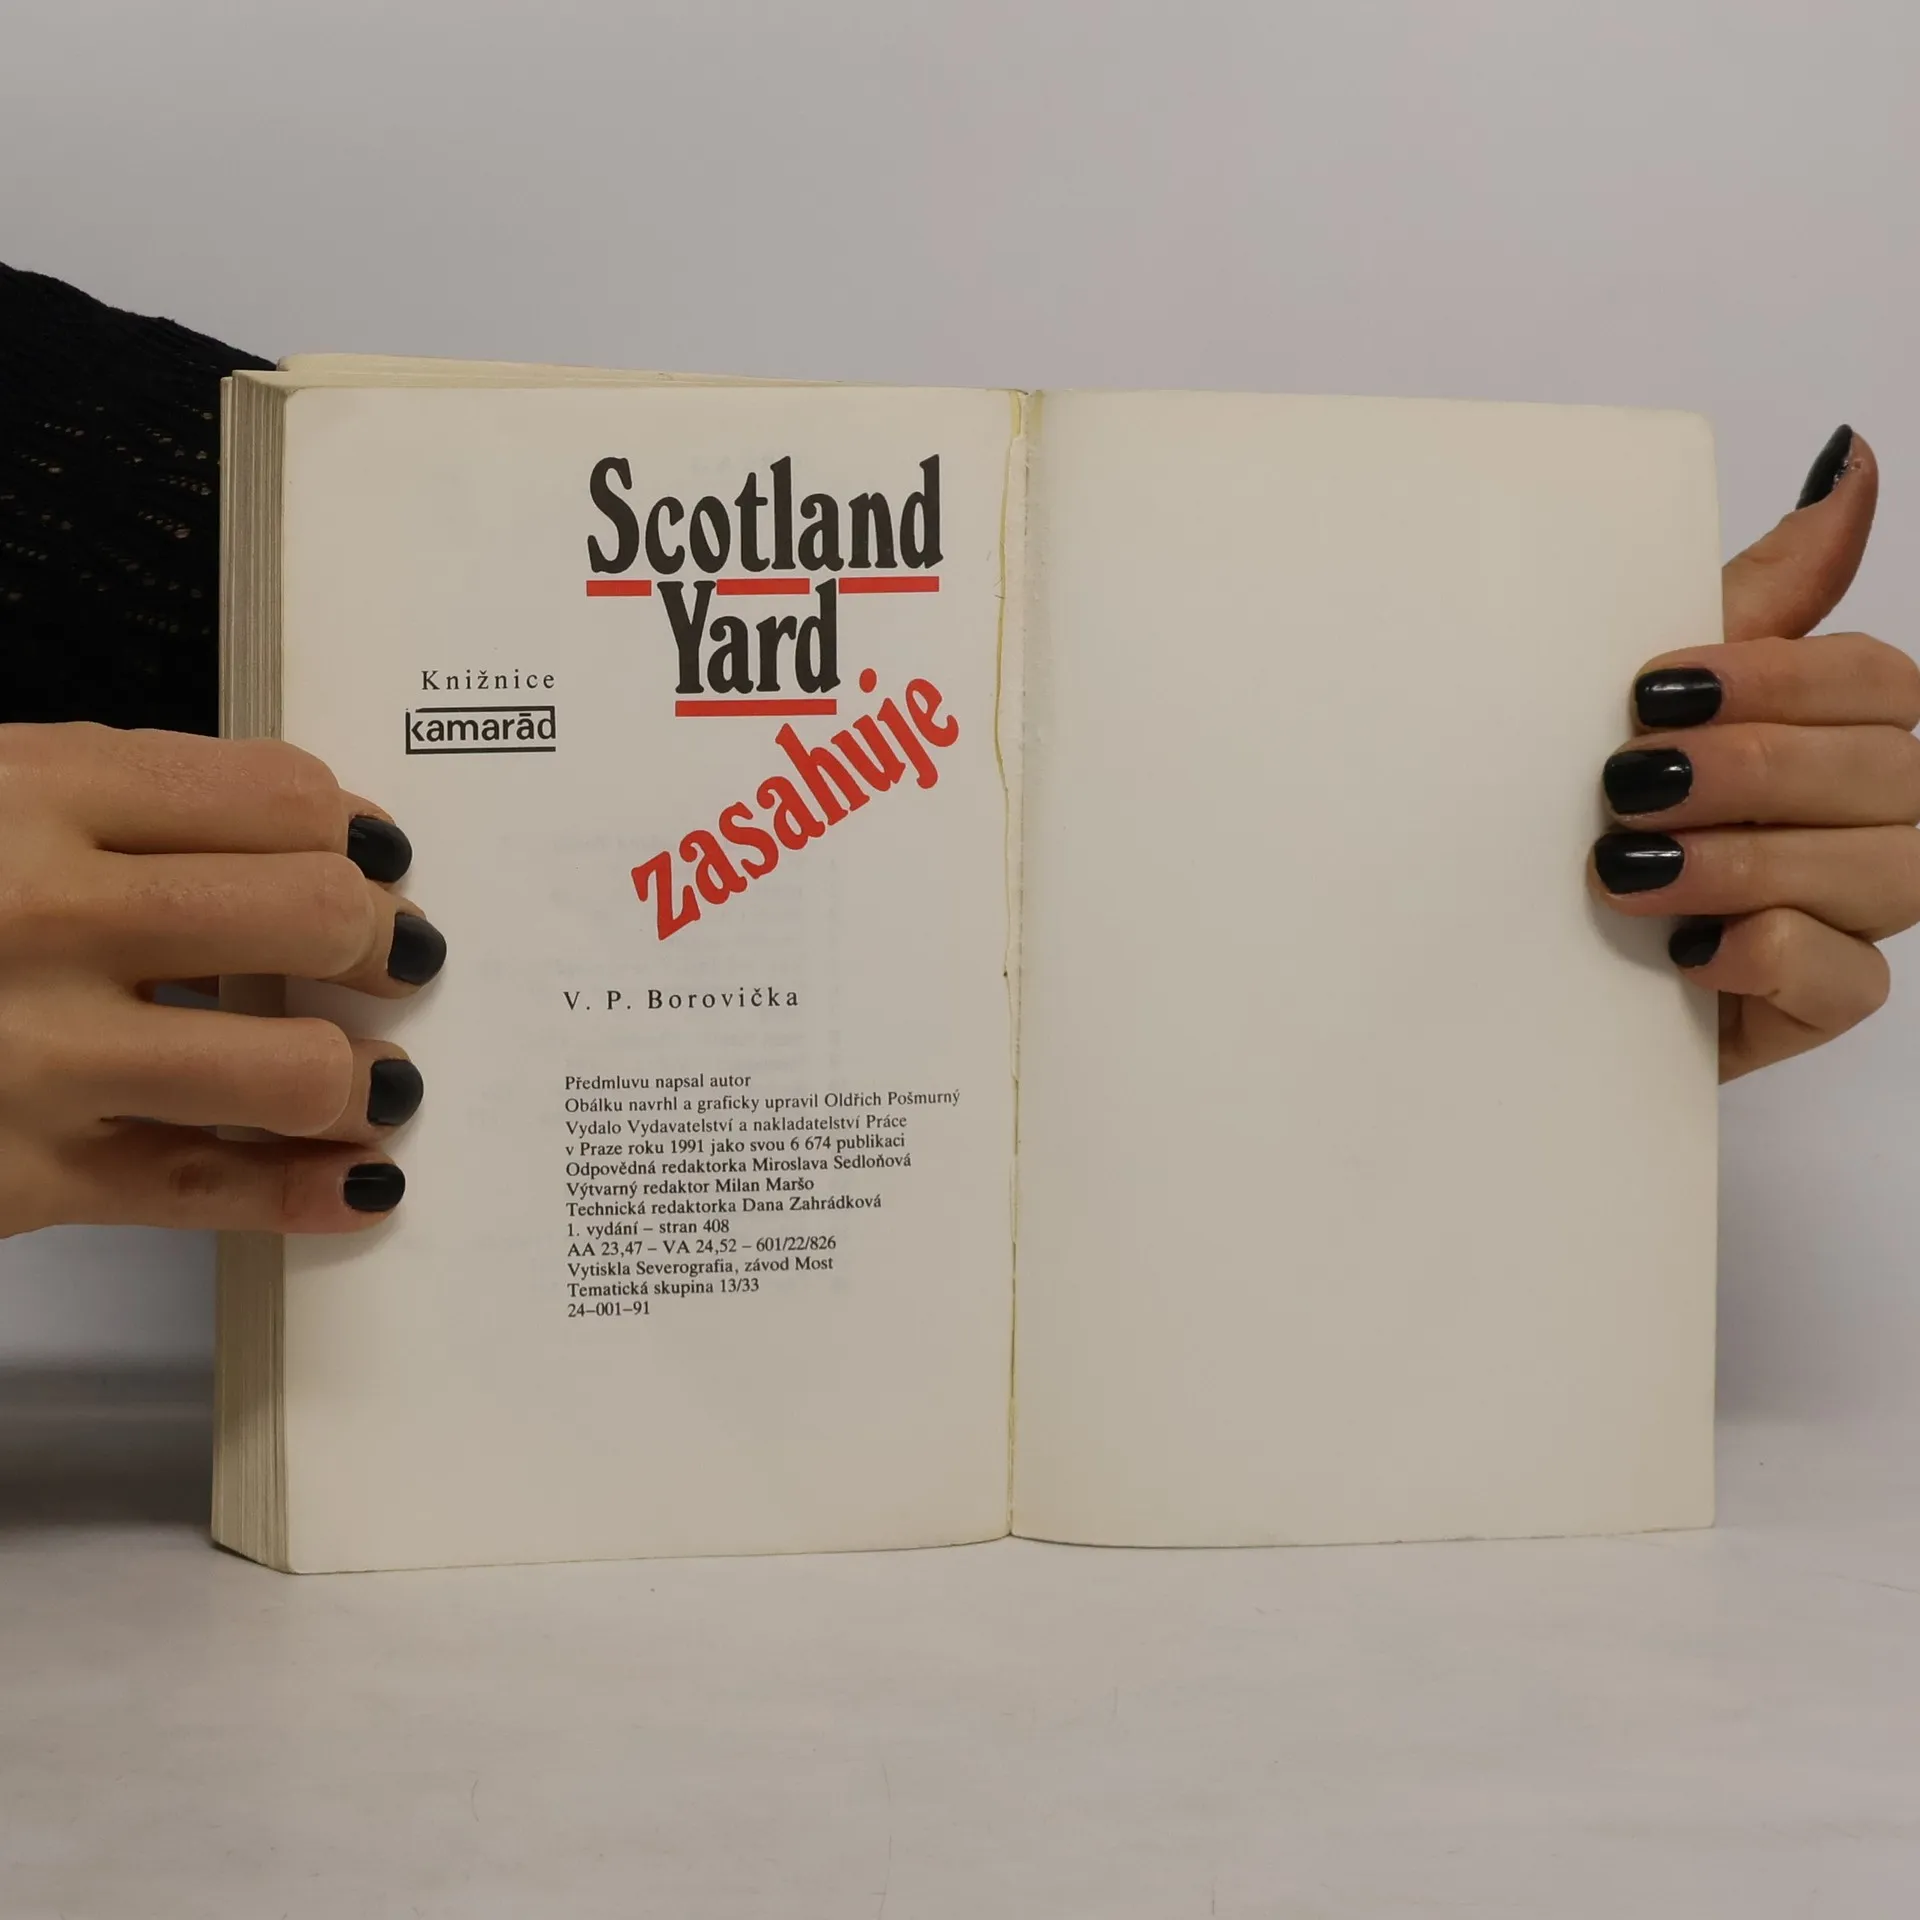 Scotland
Yard
zasahuje
Knižnice
kamarād
V. P. Borovička
Předmluvu napsal autor
Obálku navrhl a graficky upravil Oldřich Pošmurný
Vydalo Vydavatelství a nakladatelství Práce
v Praze roku 1991 jako svou 6 674 publikaci
Odpovědná redaktorka Miroslava Sedloňová
Výtvarný redaktor Milan Maršo
Technická redaktorka Dana Zahrádková
1. vydání – stran 408
AA 23,47 – VA 24,52 – 601/22/826
Vytiskla Severografia, závod Most
Tematická skupina 13/33
24–001–91